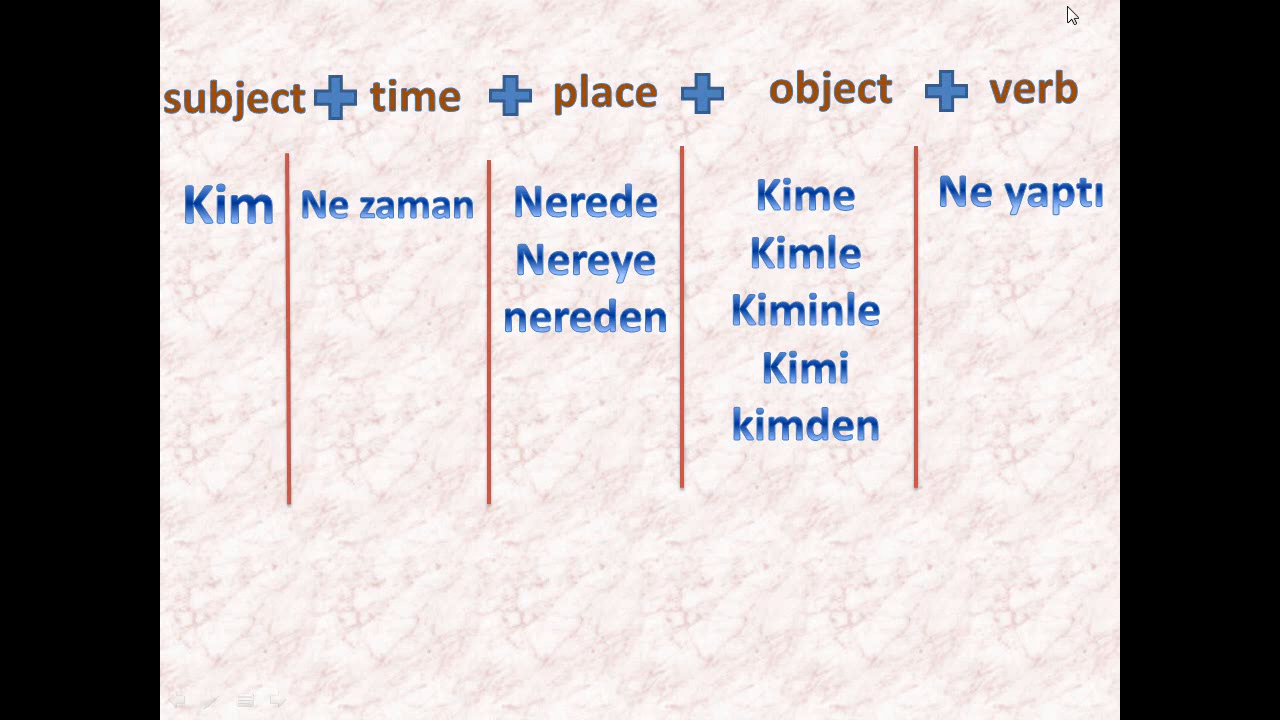 subject + time + place + object + verb
Kim
Ne zaman
Nerede
Nereye
nereden
Kime
Kimle
Kiminle
Kimi
kimden
Ne yaptı